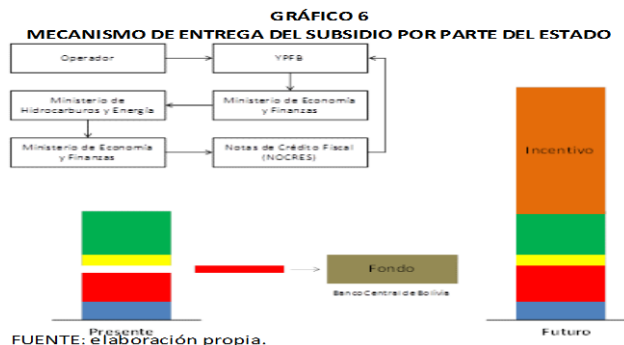 GRÁFICO 6
MECANISMO DE ENTREGA DEL SUBSIDIO POR PARTE DEL ESTADO
Operador
YPFB
Ministerio de
Hidrocarburos y Energía
Ministerio de Economía
y Finanzas
Ministerio de Economía
y Finanzas
Notas de Crédito Fiscal
(NOCRES)
Incentivo
Fondo
Banco Central de Bolivia
Presente
Futuro
FUENTE: elaboración propia.